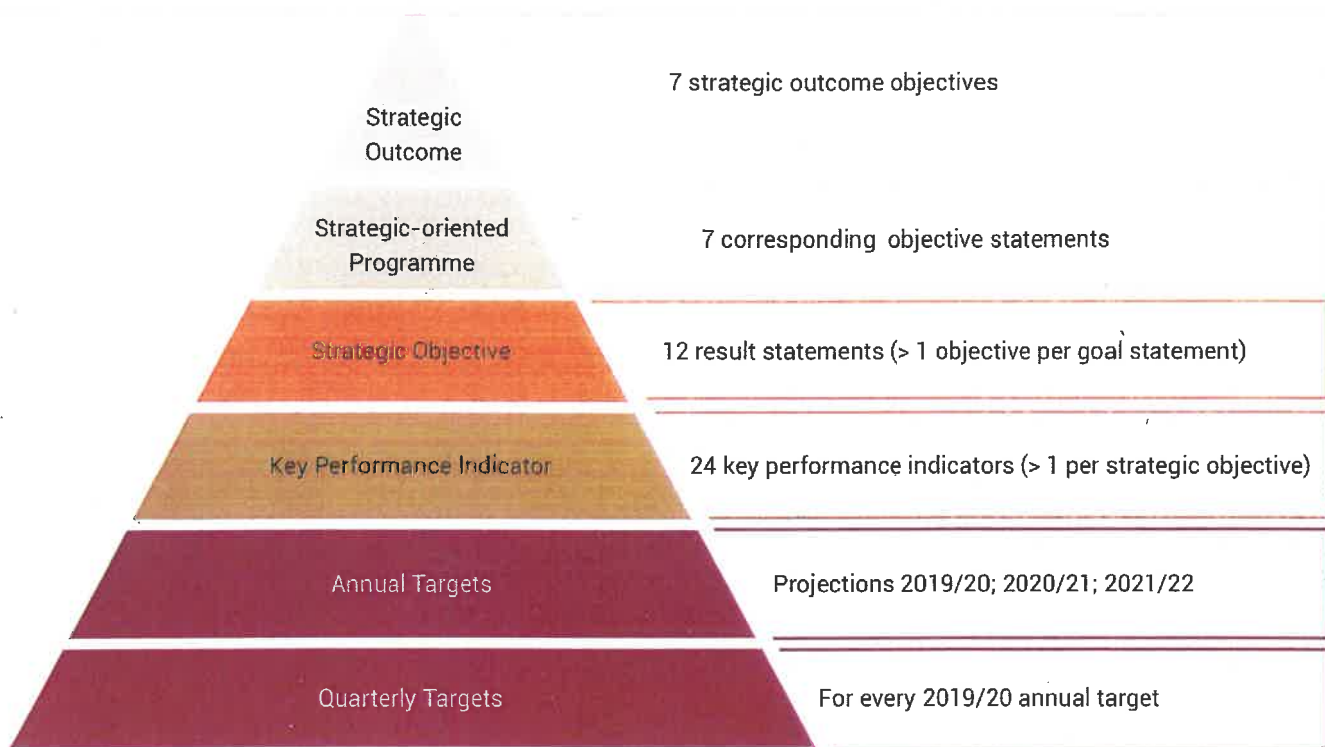 7 strategic outcome objectives
Strategic
Outcome
Strategic-oriented
Programme
7 corresponding objective statements
Strategic Objective
12 result statements (> 1 objective per goal statement)
Key Performance Indicator
24 key performance indicators (> 1 per strategic objective)
Annual Targets
Projections 2019/20; 2020/21; 2021/22
Quarterly Targets
For every 2019/20 annual target